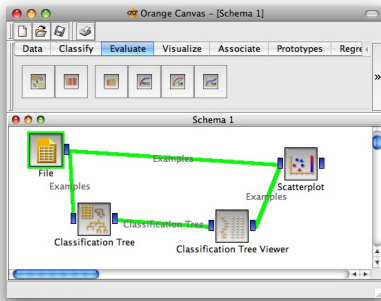 Orange Canvas - [Schema 1]
Data Classify Evaluate Visualize Associate Prototypes Regre
»
Schema 1
File
Examples
Scatterplot
Examples
Examples
Classification Tree
Classification Tree
Classification Tree Viewer